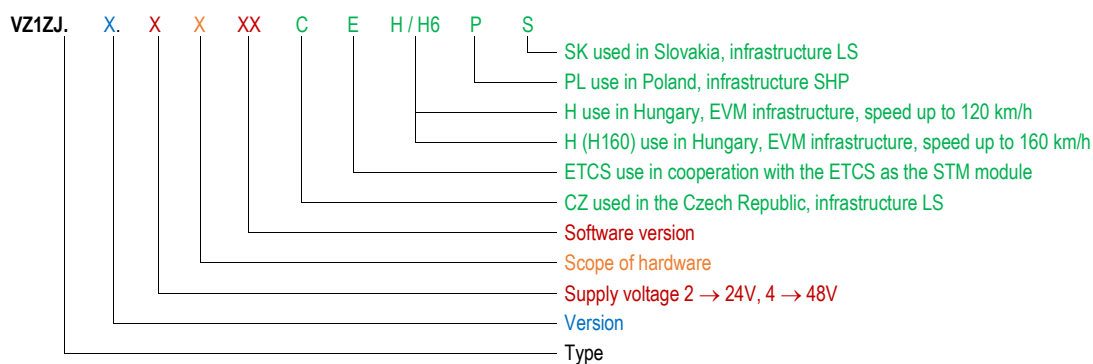 VZ1ZJ. X. X X XX C E H / H6 P S
SK used in Slovakia, infrastructure LS
PL use in Poland, infrastructure SHP
H use in Hungary, EVM infrastructure, speed up to 120 km/h
H (H160) use in Hungary, EVM infrastructure, speed up to 160 km/h
ETCS use in cooperation with the ETCS as the STM module
CZ used in the Czech Republic, infrastructure LS
Software version
Scope of hardware
Supply voltage 2 → 24V, 4 → 48V
Version
Type